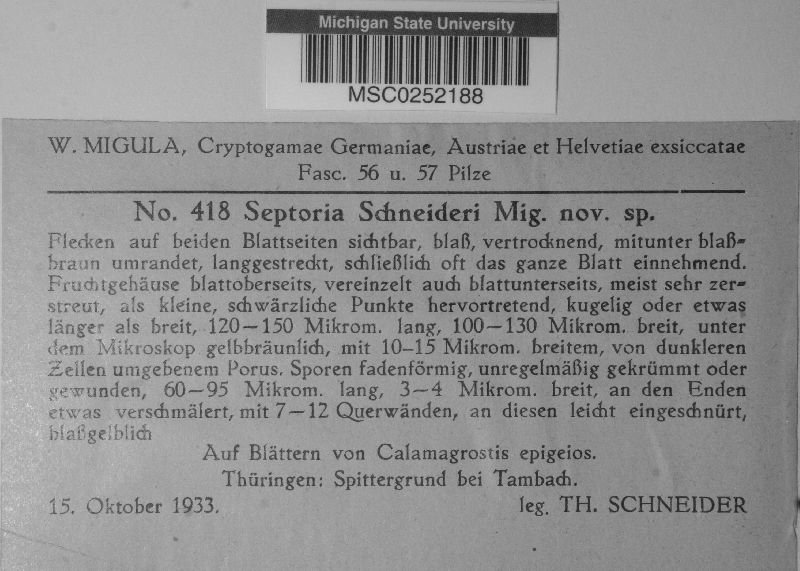 Michigan State University
MSC0252188
W. MIGULA, Cryptogamae Germaniae, Austriae et Helvetiae exsiccatae
Fasc. 56 u. 57 Pilze
No. 418 Septoria Schneideri Mig. nov. sp.
Flecken auf beiden Blattseiten sichtbar, blaß, vertrocknend, mitunter blaß-
braun umrandet, langgestreckt, schließlich oft das ganze Blatt einnehmend.
Fruchtgehäuse blattoberseits, vereinzelt auch blattunterseits, meist sehr zer-
streut, als kleine, schwärzliche Punkte hervortretend, kugelig oder etwas
länger als breit, 120—150 Mikrom. lang, 100—130 Mikrom. breit, unter
dem Mikroskop gelbbräunlich, mit 10—15 Mikrom. breitem, von dunkleren
Zellen umgebenem Porus. Sporen fadenförmig, unregelmäßig gekrümmt oder
gewunden, 60—95 Mikrom. lang, 3—4 Mikrom. breit, an den Enden
etwas verschmälert, mit 7—12 Querwänden, an diesen leicht eingeschnürt,
blaßgelblich
Auf Blättern von Calamagrostis epigeios.
Thüringen: Spittergrund bei Tambach.
15. Oktober 1933. leg. TH. SCHNEIDER